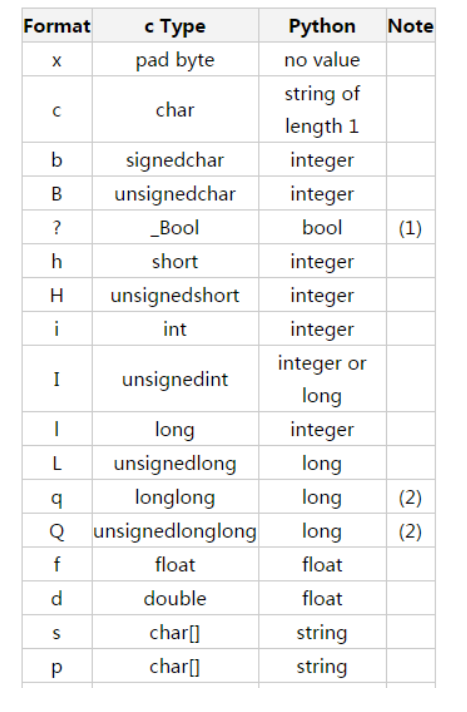 Format c Type Python Note
x pad byte no value
c char string of
length 1
b signedchar integer
B unsignedchar integer
? _Bool bool (1)
h short integer
H unsignedshort integer
i int integer
I unsignedint integer or
long
l long integer
L unsignedlong long
q longlong long (2)
Q unsignedlonglong long (2)
f float float
d double float
s char[] string
p char[] string